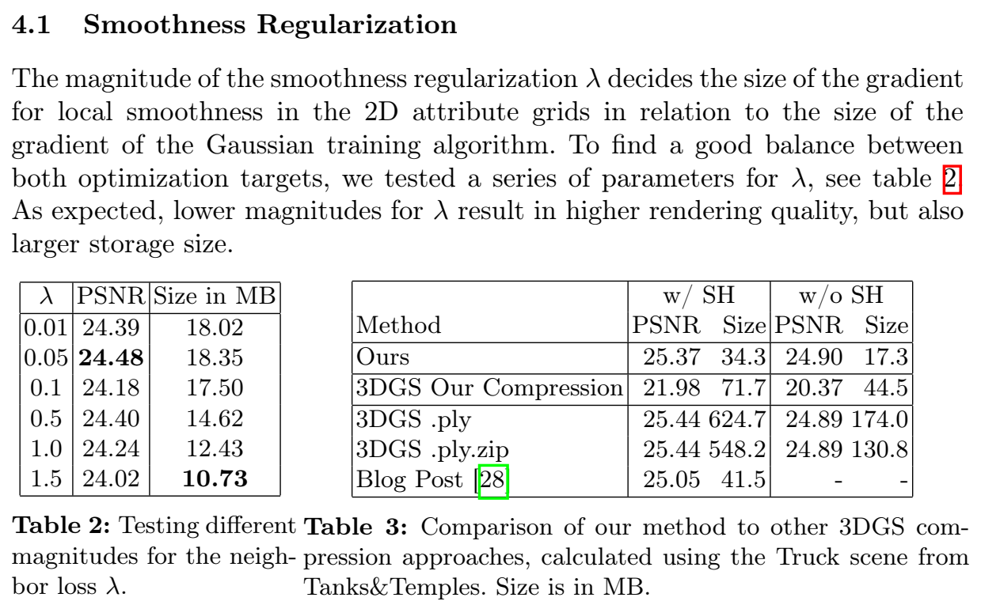 4.1 Smoothness Regularization
The magnitude of the smoothness regularization λ decides the size of the gradient
for local smoothness in the 2D attribute grids in relation to the size of the
gradient of the Gaussian training algorithm. To find a good balance between
both optimization targets, we tested a series of parameters for λ, see table 2.
As expected, lower magnitudes for λ result in higher rendering quality, but also
larger storage size.
λ PSNR Size in MB
0.01 24.39 18.02
0.05 24.48 18.35
0.1 24.18 17.50
0.5 24.40 14.62
1.0 24.24 12.43
1.5 24.02 10.73
Table 2: Testing different
magnitudes for the neigh-
bor loss λ.
w/ SH w/o SH
Method PSNR Size PSNR Size
Ours 25.37 34.3 24.90 17.3
3DGS Our Compression 21.98 71.7 20.37 44.5
3DGS .ply 25.44 624.7 24.89 174.0
3DGS .ply.zip 25.44 548.2 24.89 130.8
Blog Post [28] 25.05 41.5 - -
Table 3: Comparison of our method to other 3DGS com-
pression approaches, calculated using the Truck scene from
Tanks&Temples. Size is in MB.